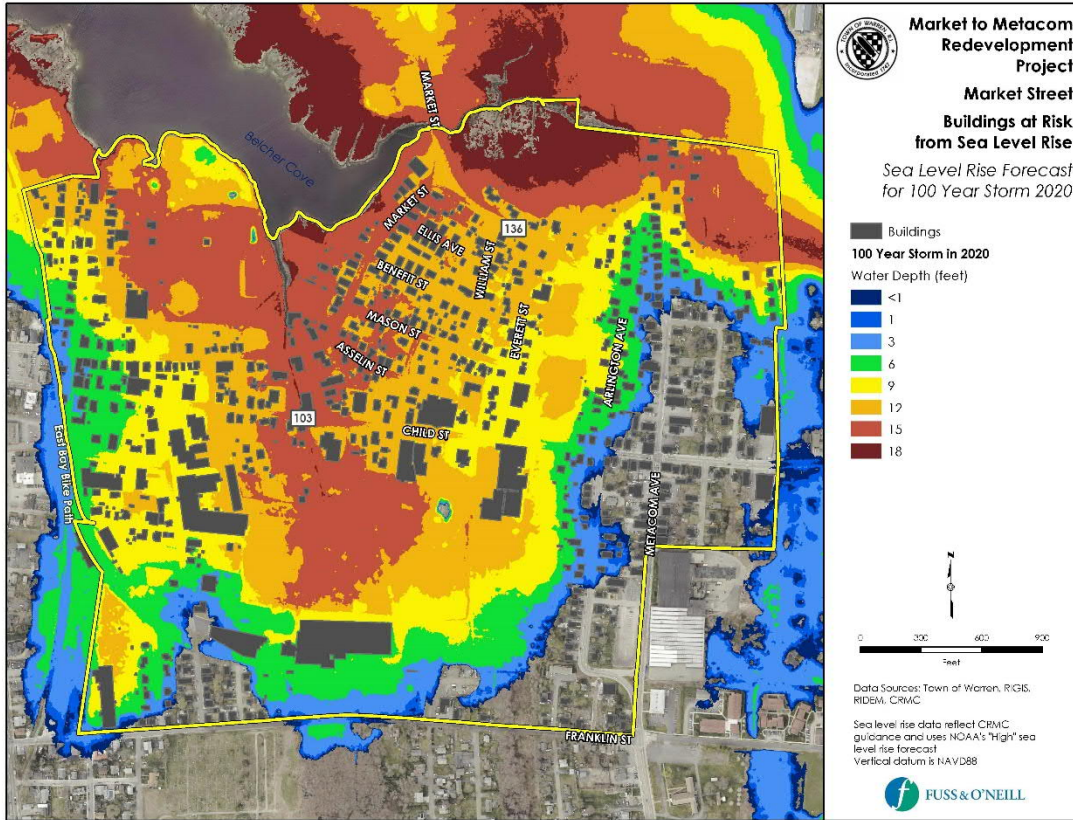 Market to Metacom
Redevelopment
Project
Market Street
Buildings at Risk
from Sea Level Rise
Sea Level Rise Forecast
for 100 Year Storm 2020
TOWN OF WARREN, R.I.
INCORPORATED 1747
Buildings
100 Year Storm in 2020
Water Depth (feet)
<1
1
3
6
9
12
15
18
N
0 300 600 900
Feet
Data Sources: Town of Warren, RIGIS,
RIDEM, CRMC
Sea level rise data reflect CRMC
guidance and uses NOAA's "High" sea
level rise forecast
Vertical datum is NAVD88
f FUSS & O'NEILL
MARKET ST
Belcher Cove
MARKET ST
ELLIS AVE
136
BENEFIT ST
WILLIAM ST
MASON ST
EVERETT ST
ASSELIN ST
ARLINGTON AVE
103
CHILD ST
East Bay Bike Path
METACOM AVE
FRANKLIN ST